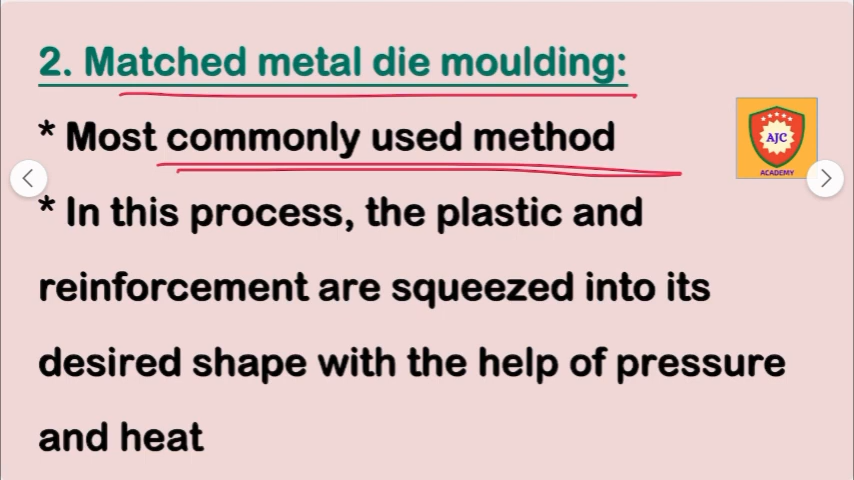 2. Matched metal die moulding:
* Most commonly used method
AJC
ACADEMY
* In this process, the plastic and
reinforcement are squeezed into its
desired shape with the help of pressure
and heat